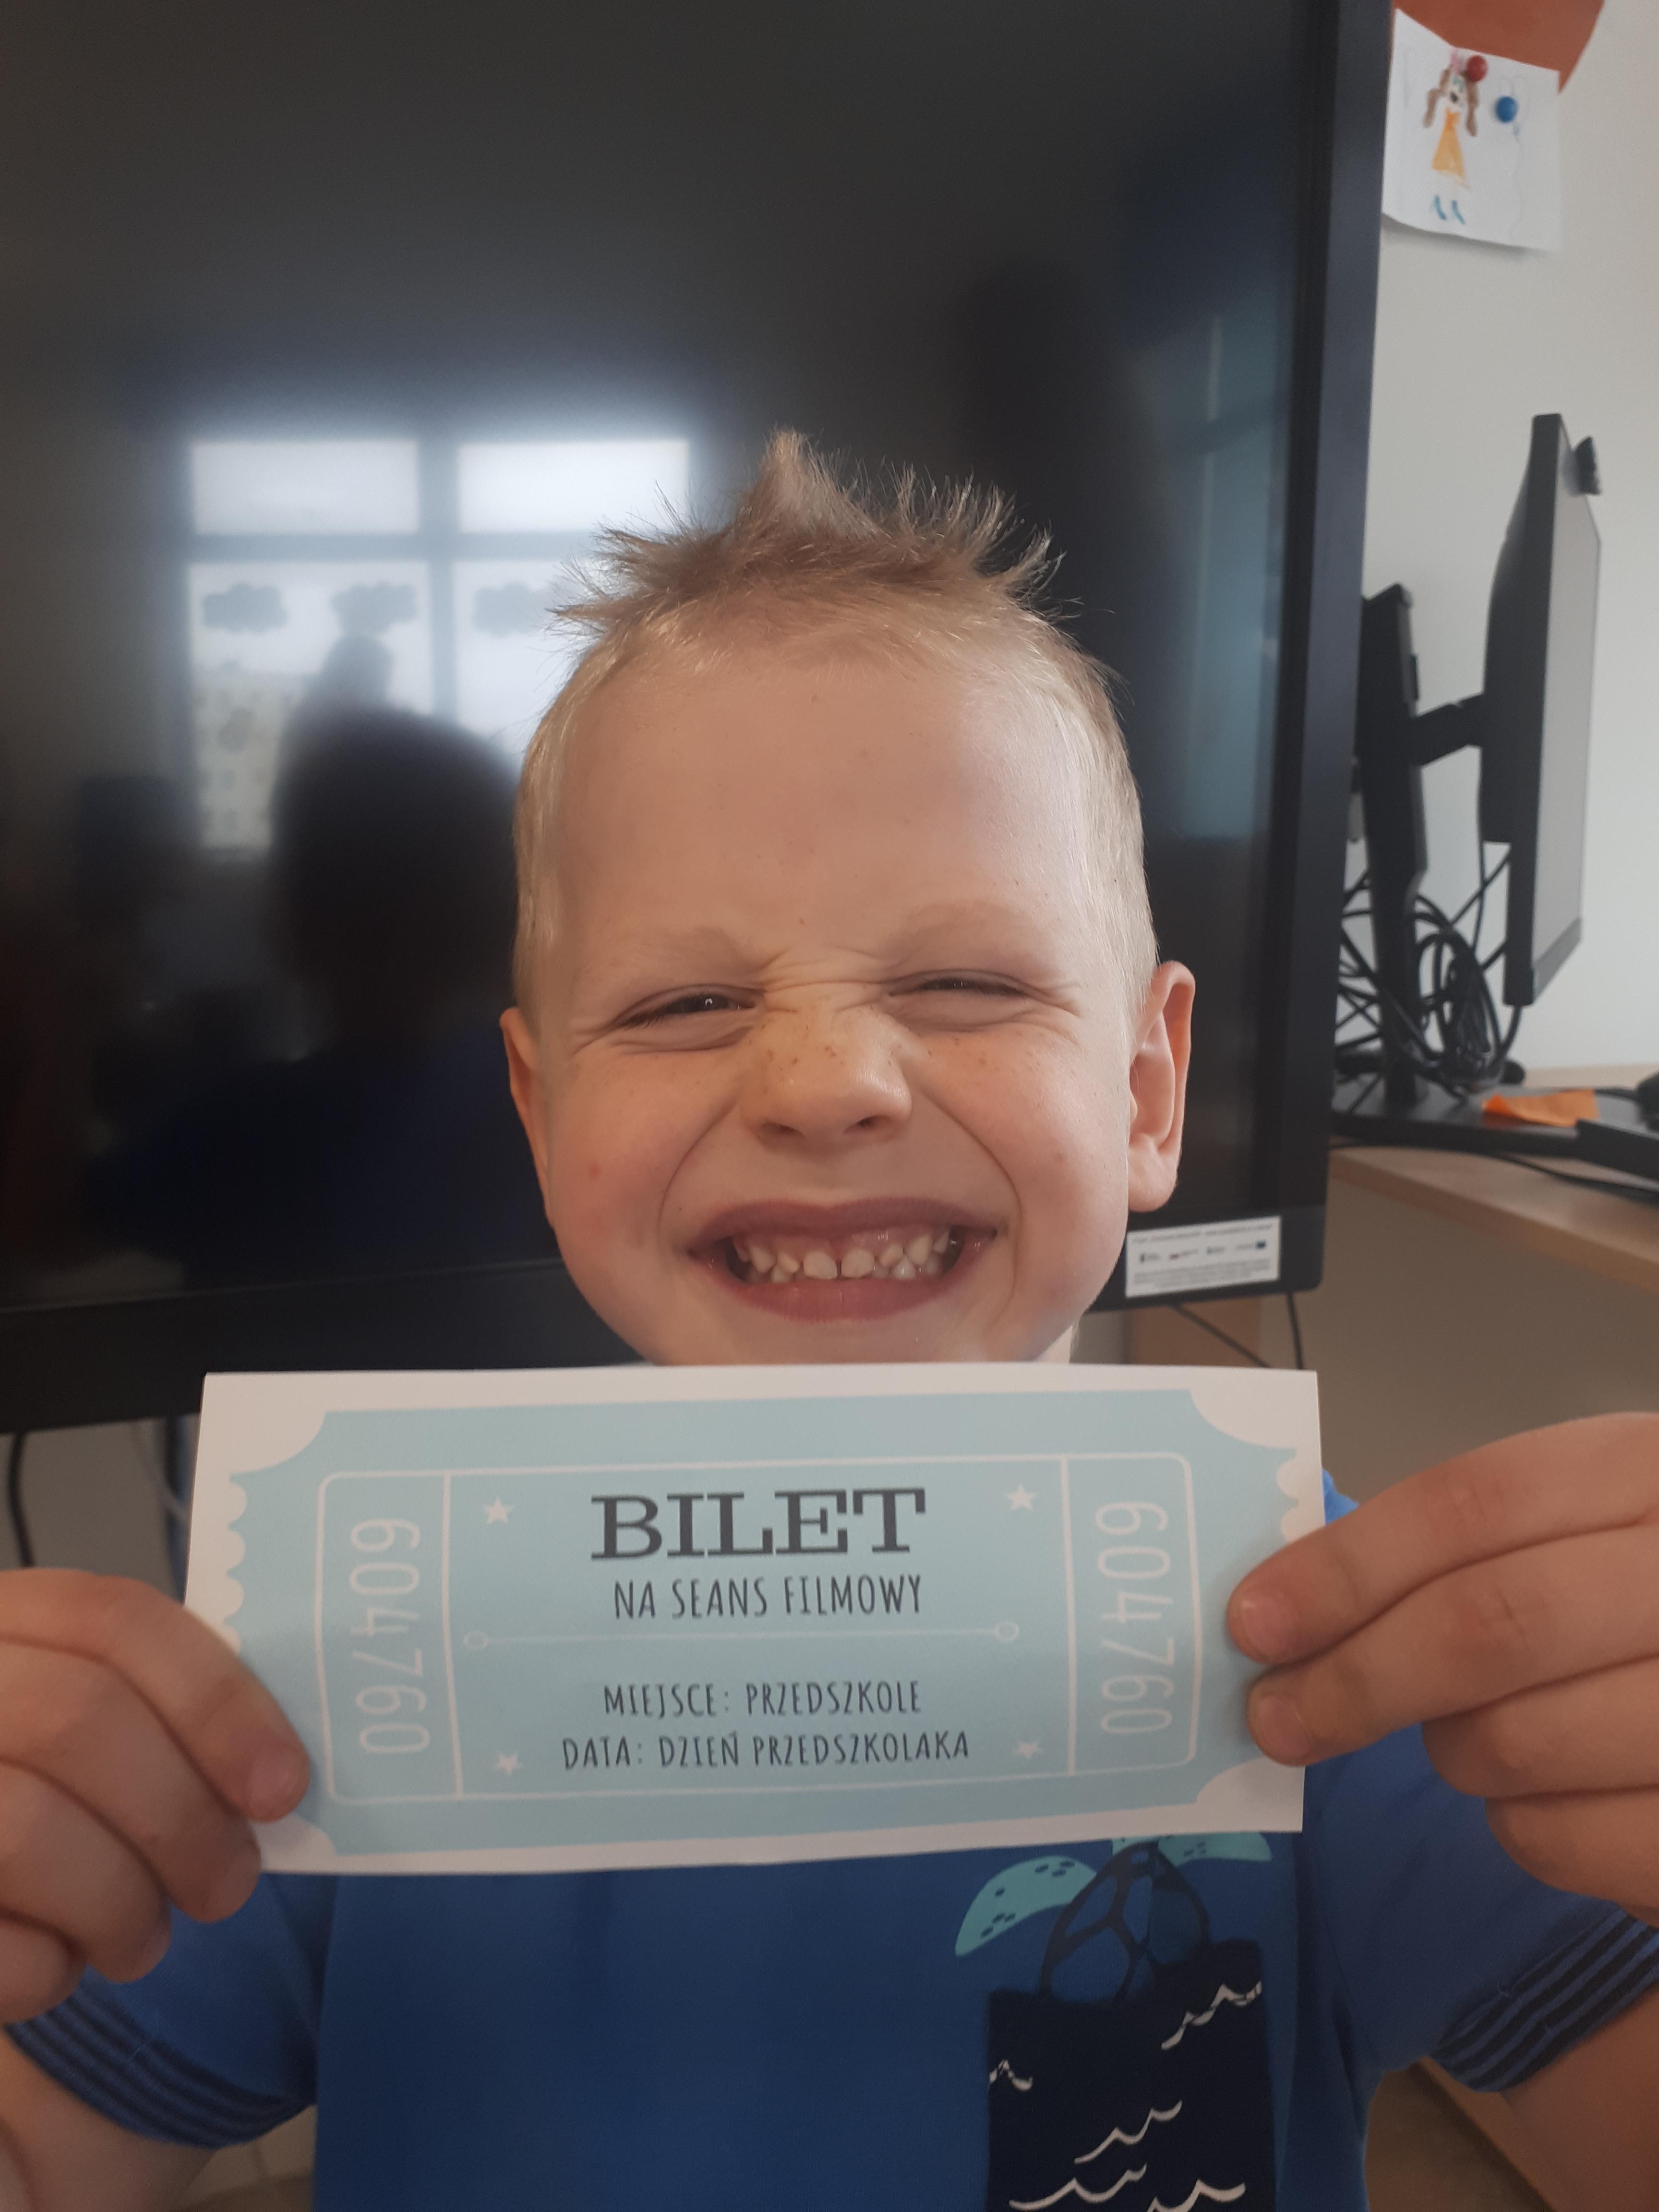 BILET
NA SEANS FILMOWY
MIEJSCE: PRZEDSZKOLE
DATA: DZIEŃ PRZEDSZKOLAKA
604760
604760